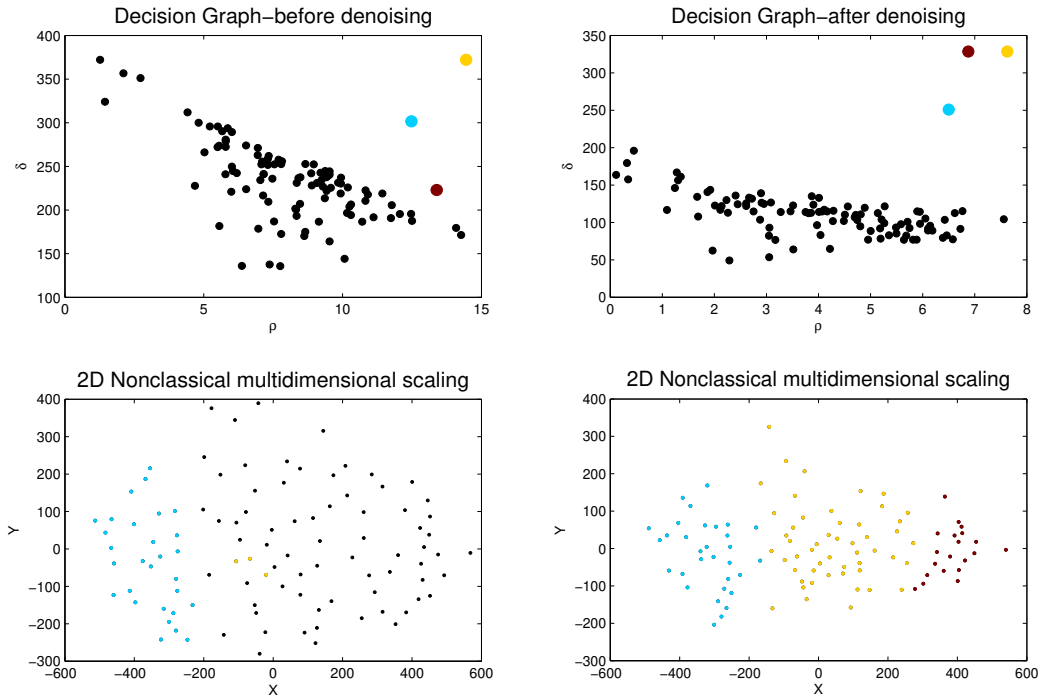 Decision Graph−before denoising
400
350
300
250
200
150
100
δ
0 5 10 15
ρ
Decision Graph−after denoising
350
300
250
200
150
100
50
0
δ
0 1 2 3 4 5 6 7 8
ρ
2D Nonclassical multidimensional scaling
400
300
200
100
0
−100
−200
−300
Y
−600 −400 −200 0 200 400 600
X
2D Nonclassical multidimensional scaling
400
300
200
100
0
−100
−200
−300
Y
−600 −400 −200 0 200 400 600
X